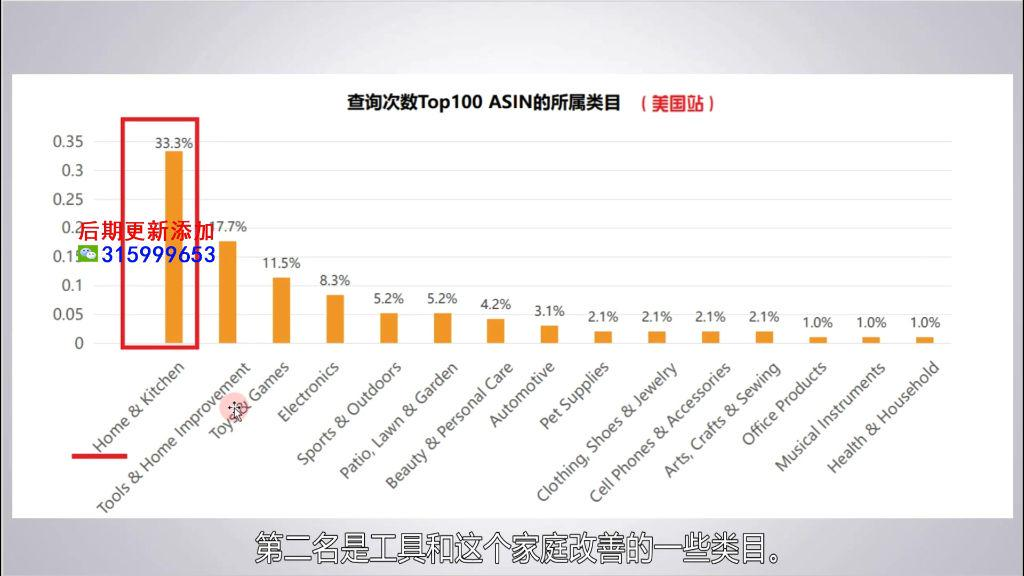 查询次数Top100 ASIN的所属类目 （美国站）
0.35
0.3
0.25
0.2
0.15
0.1
0.05
0
33.3%
17.7%
11.5%
8.3%
5.2%
5.2%
4.2%
3.1%
2.1%
2.1%
2.1%
2.1%
1.0%
1.0%
1.0%
后期更新添加
315999653
Home & Kitchen
Tools & Home Improvement
Toys & Games
Electronics
Sports & Outdoors
Patio, Lawn & Garden
Beauty & Personal Care
Automotive
Pet Supplies
Clothing, Shoes & Jewelry
Cell Phones & Accessories
Arts, Crafts & Sewing
Office Products
Musical Instruments
Health & Household
第二名是工具和这个家庭改善的一些类目。